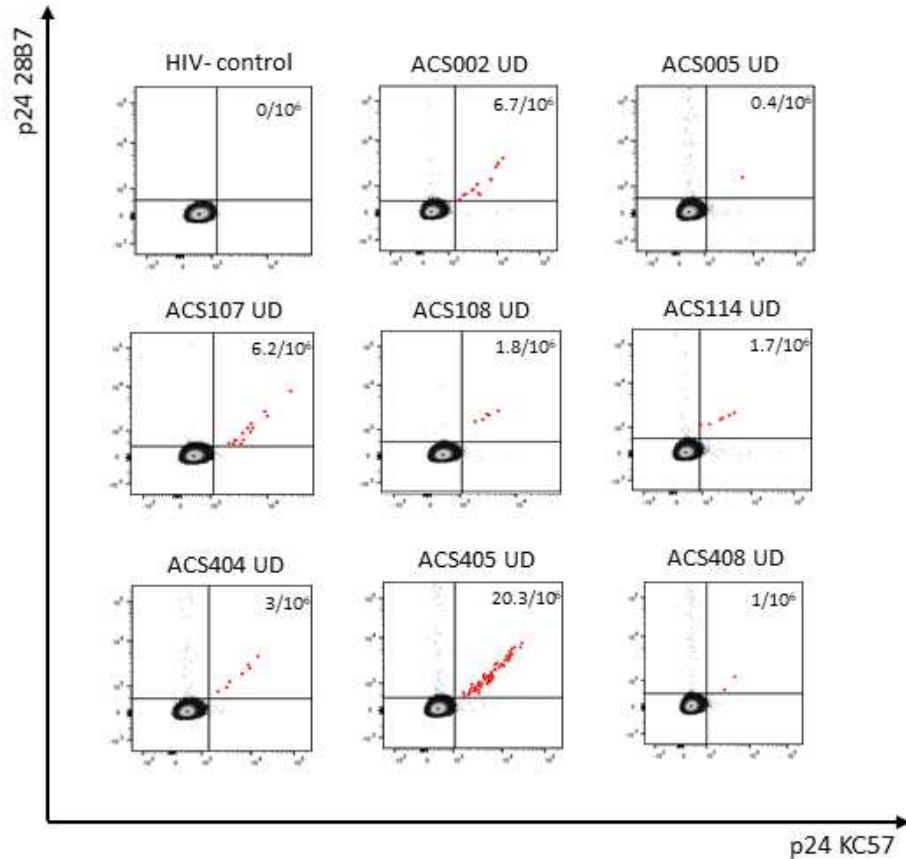 p24 28B7
HIV- control
0/10⁶
ACS002 UD
6.7/10⁶
ACS005 UD
0.4/10⁶
ACS107 UD
6.2/10⁶
ACS108 UD
1.8/10⁶
ACS114 UD
1.7/10⁶
ACS404 UD
3/10⁶
ACS405 UD
20.3/10⁶
ACS408 UD
1/10⁶
p24 KC57